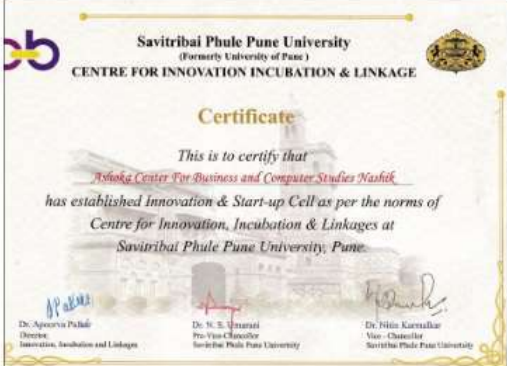 Savitribai Phule Pune University
(Formerly University of Pune )
CENTRE FOR INNOVATION INCUBATION & LINKAGE
Certificate
This is to certify that
Ashoka Center For Business and Computer Studies Nashik
has established innovation & Start-up Cell as per the norms of
Centre for Innovation, Incubation & Linkages at
Savitribai Phule Pune University, Pune.
Dr. Apoorva Palkar
Director,
Innovation, Incubation and Linkages
Dr. N. S. Umarani
Pro-Vice-Chancellor
Savitribai Phule Pune University
Dr. Nitin Karmalkar
Vice - Chancellor
Savitribai Phule Pune University